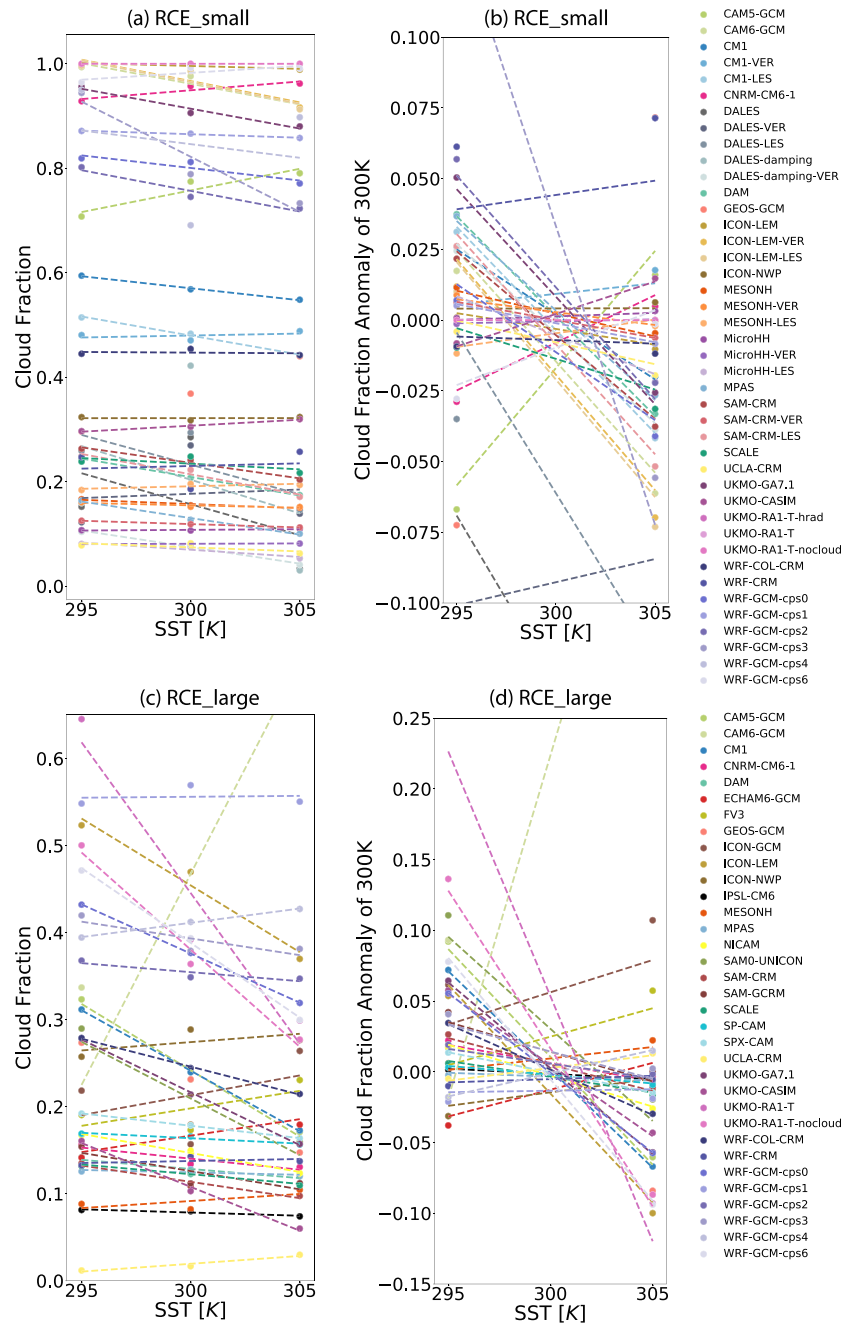 (a) RCE_small
(b) RCE_small
Cloud Fraction
1.0
0.8
0.6
0.4
0.2
0.0
295
300
305
SST [K]
Cloud Fraction Anomaly of 300K
0.100
0.075
0.050
0.025
0.000
−0.025
−0.050
−0.075
−0.100
295
300
305
SST [K]
CAM5-GCM
CAM6-GCM
CM1
CM1-VER
CM1-LES
CNRM-CM6-1
DALES
DALES-VER
DALES-LES
DALES-damping
DALES-damping-VER
DAM
GEOS-GCM
ICON-LEM
ICON-LEM-VER
ICON-LEM-LES
ICON-NWP
MESONH
MESONH-VER
MESONH-LES
MicroHH
MicroHH-VER
MicroHH-LES
MPAS
SAM-CRM
SAM-CRM-VER
SAM-CRM-LES
SCALE
UCLA-CRM
UKMO-GA7.1
UKMO-CASIM
UKMO-RA1-T-hrad
UKMO-RA1-T
UKMO-RA1-T-nocloud
WRF-COL-CRM
WRF-CRM
WRF-GCM-cps0
WRF-GCM-cps1
WRF-GCM-cps2
WRF-GCM-cps3
WRF-GCM-cps4
WRF-GCM-cps6
(c) RCE_large
(d) RCE_large
Cloud Fraction
0.6
0.5
0.4
0.3
0.2
0.1
0.0
295
300
305
SST [K]
Cloud Fraction Anomaly of 300K
0.25
0.20
0.15
0.10
0.05
0.00
−0.05
−0.10
−0.15
295
300
305
SST [K]
CAM5-GCM
CAM6-GCM
CM1
CNRM-CM6-1
DAM
ECHAM6-GCM
FV3
GEOS-GCM
ICON-GCM
ICON-LEM
ICON-NWP
IPSL-CM6
MESONH
MPAS
NICAM
SAM0-UNICON
SAM-CRM
SAM-GCRM
SCALE
SP-CAM
SPX-CAM
UCLA-CRM
UKMO-GA7.1
UKMO-CASIM
UKMO-RA1-T
UKMO-RA1-T-nocloud
WRF-COL-CRM
WRF-CRM
WRF-GCM-cps0
WRF-GCM-cps1
WRF-GCM-cps2
WRF-GCM-cps3
WRF-GCM-cps4
WRF-GCM-cps6